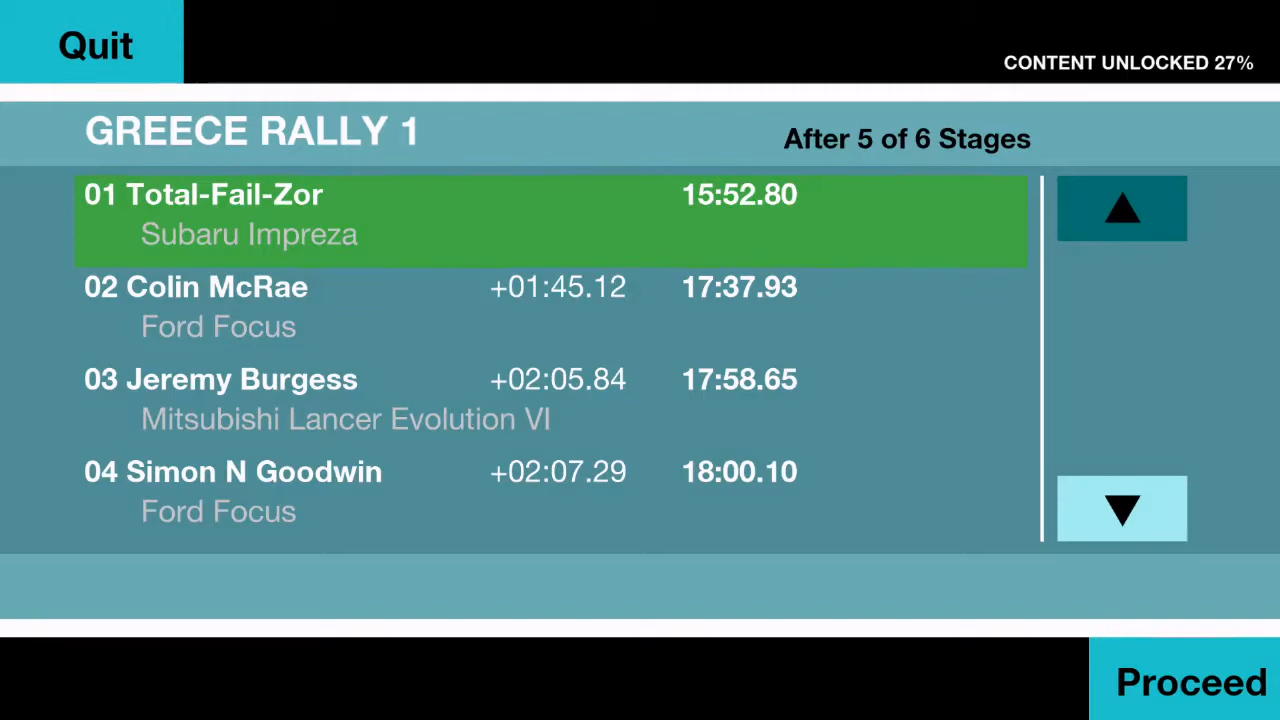 Quit
CONTENT UNLOCKED 27%
GREECE RALLY 1
After 5 of 6 Stages
01 Total-Fail-Zor 15:52.80
Subaru Impreza
02 Colin McRae +01:45.12 17:37.93
Ford Focus
03 Jeremy Burgess +02:05.84 17:58.65
Mitsubishi Lancer Evolution VI
04 Simon N Goodwin +02:07.29 18:00.10
Ford Focus
Proceed